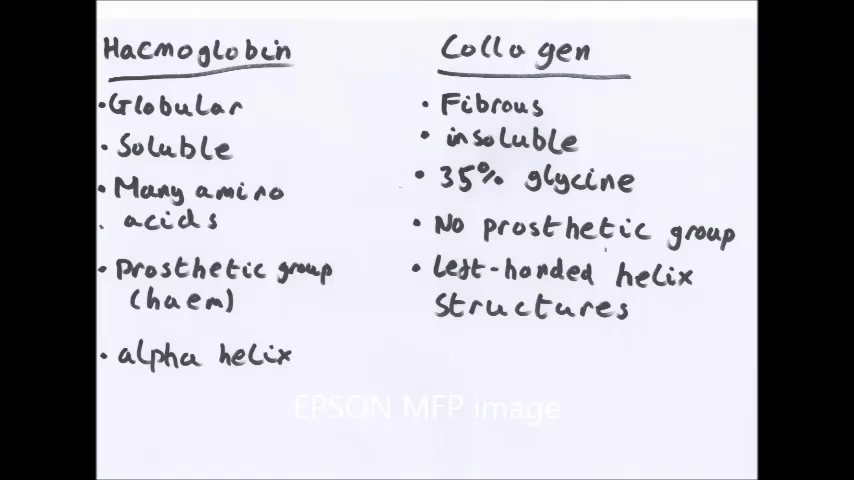 Haemoglobin
• Globular
• Soluble
• Many amino
• acids
• Prosthetic group
(haem)
• alpha helix
Collagen
• Fibrous
• insoluble
• 35% glycine
• No prosthetic group
• Left-handed helix
structures
EPSON MFP image